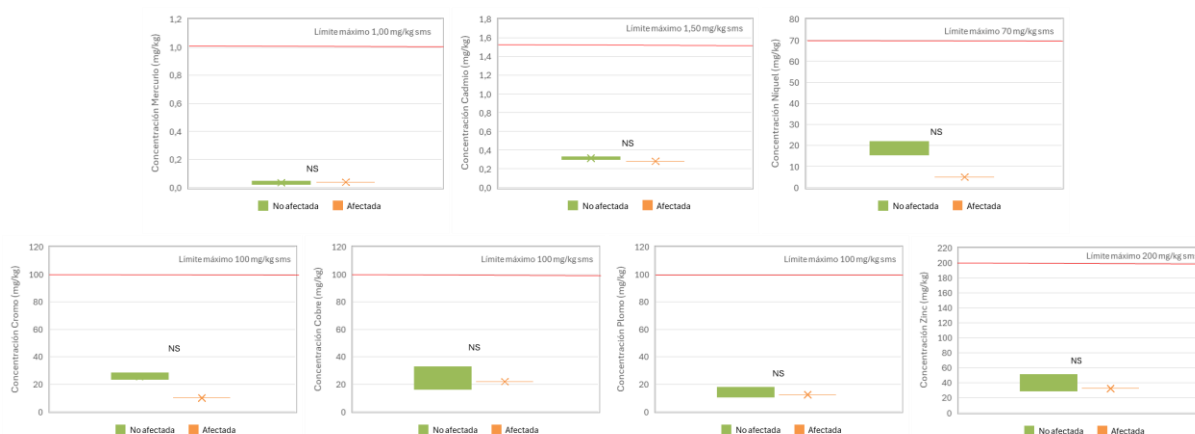 Concentración Mercurio (mg/kg)
1,2
1,0
0,8
0,6
0,4
0,2
0,0
Límite máximo 1,00 mg/kg sms
NS
No afectada Afectada
Concentración Cadmio (mg/kg)
1,8
1,6
1,4
1,2
1,0
0,8
0,6
0,4
0,2
0,0
Límite máximo 1,50 mg/kg sms
NS
No afectada Afectada
Concentración Níquel (mg/kg)
80
70
60
50
40
30
20
10
0
Límite máximo 70 mg/kg sms
NS
No afectada Afectada
Concentración Cromo (mg/kg)
120
100
80
60
40
20
0
Límite máximo 100 mg/kg sms
NS
No afectada Afectada
Concentración Cobre (mg/kg)
120
100
80
60
40
20
0
Límite máximo 100 mg/kg sms
NS
No afectada Afectada
Concentración Plomo (mg/kg)
120
100
80
60
40
20
0
Límite máximo 100 mg/kg sms
NS
No afectada Afectada
Concentración Zinc (mg/kg)
220
200
180
160
140
120
100
80
60
40
20
0
Límite máximo 200 mg/kg sms
NS
No afectada Afectada